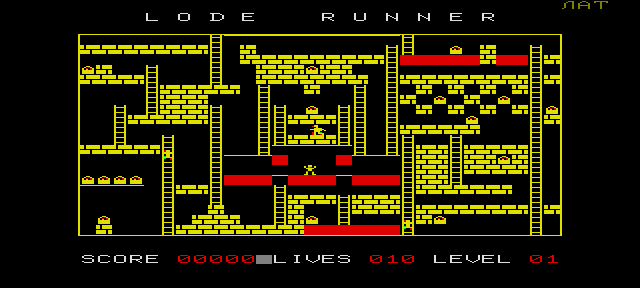 ЛАТ
LODE RUNNER
SCORE 00000 LIVES 010 LEVEL 01